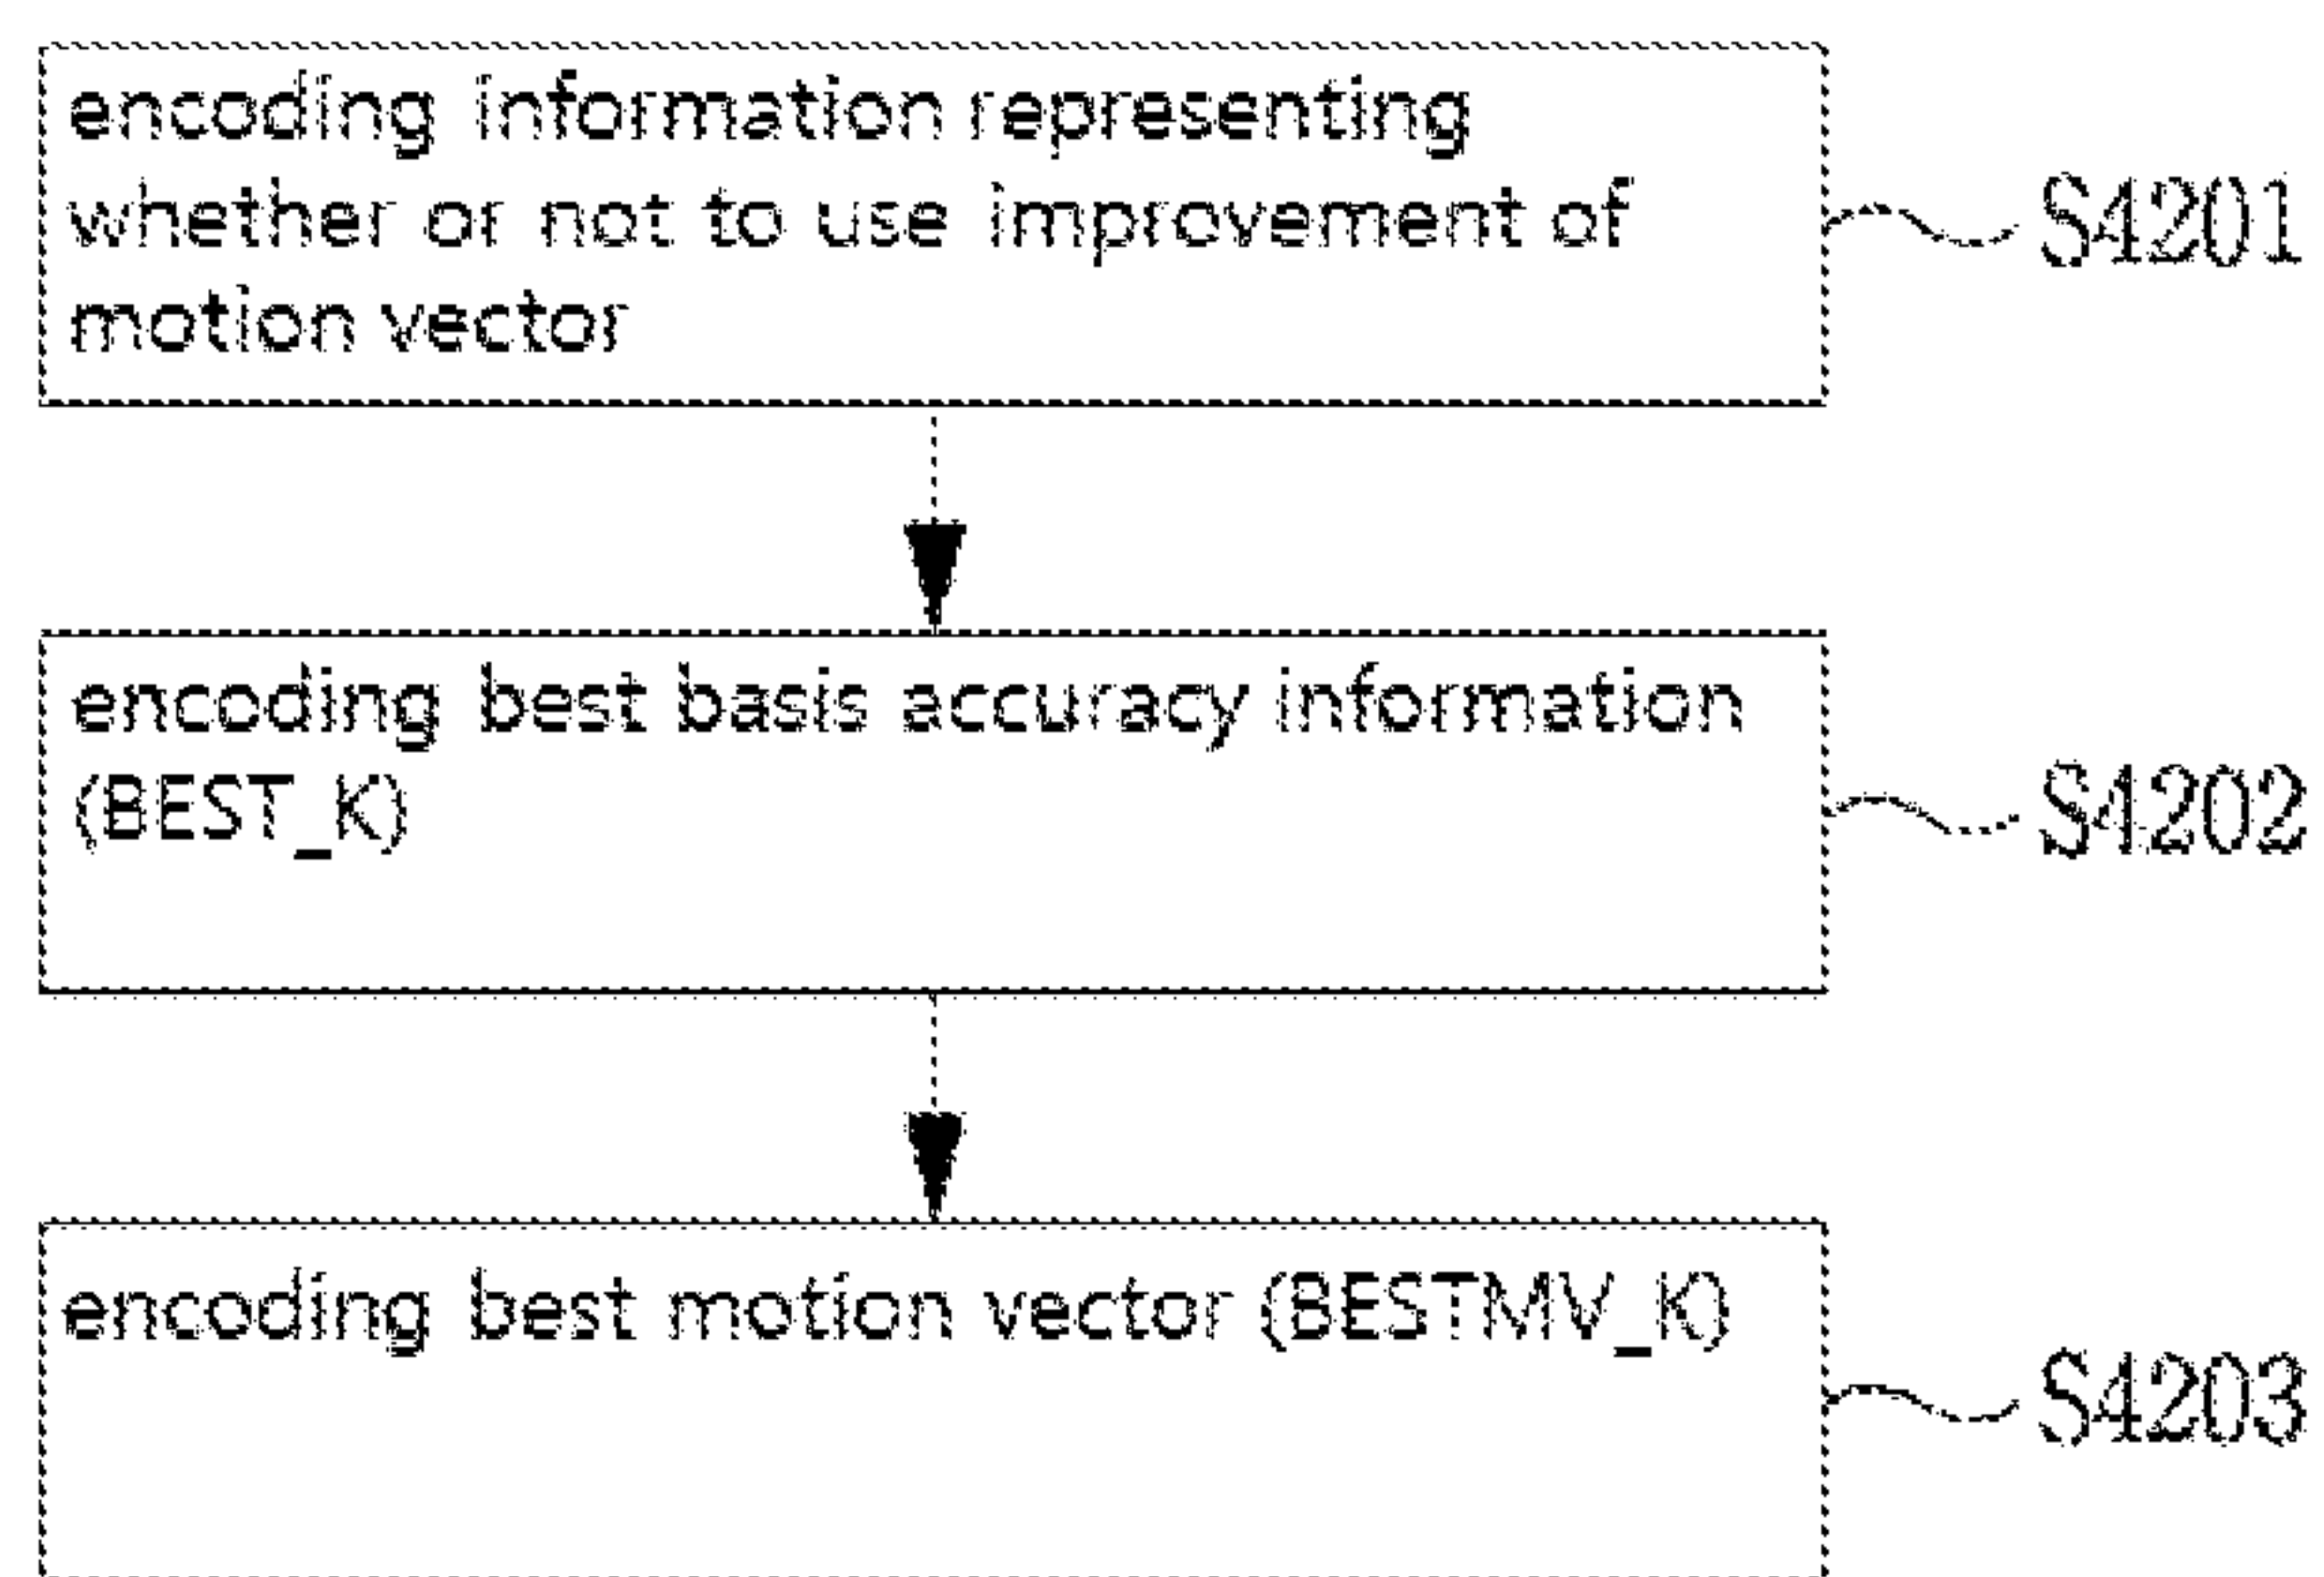 encoding information representing
whether or not to use improvement of
motion vector
S4201
encoding best basis accuracy information
(BEST_K)
S4202
encoding best motion vector (BESTMV_K)
S4203